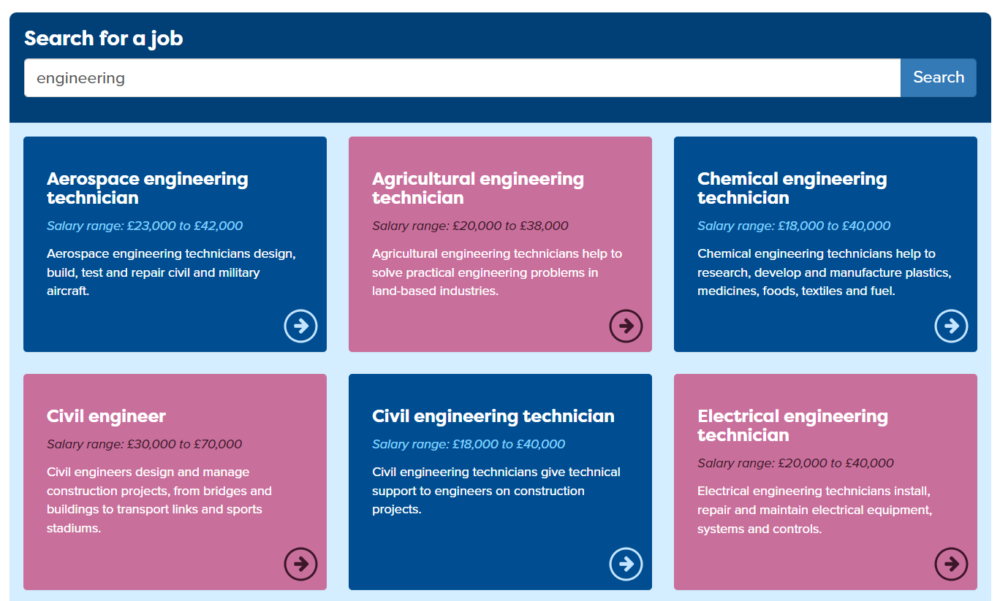 Search for a job
engineering
Search
Aerospace engineering
technician
Salary range: £23,000 to £42,000
Aerospace engineering technicians design,
build, test and repair civil and military
aircraft.
Agricultural engineering
technician
Salary range: £20,000 to £38,000
Agricultural engineering technicians help to
solve practical engineering problems in
land-based industries.
Chemical engineering
technician
Salary range: £18,000 to £40,000
Chemical engineering technicians help to
research, develop and manufacture plastics,
medicines, foods, textiles and fuel.
Civil engineer
Salary range: £30,000 to £70,000
Civil engineers design and manage
construction projects, from bridges and
buildings to transport links and sports
stadiums.
Civil engineering technician
Salary range: £18,000 to £40,000
Civil engineering technicians give technical
support to engineers on construction
projects.
Electrical engineering
technician
Salary range: £20,000 to £40,000
Electrical engineering technicians install,
repair and maintain electrical equipment,
systems and controls.